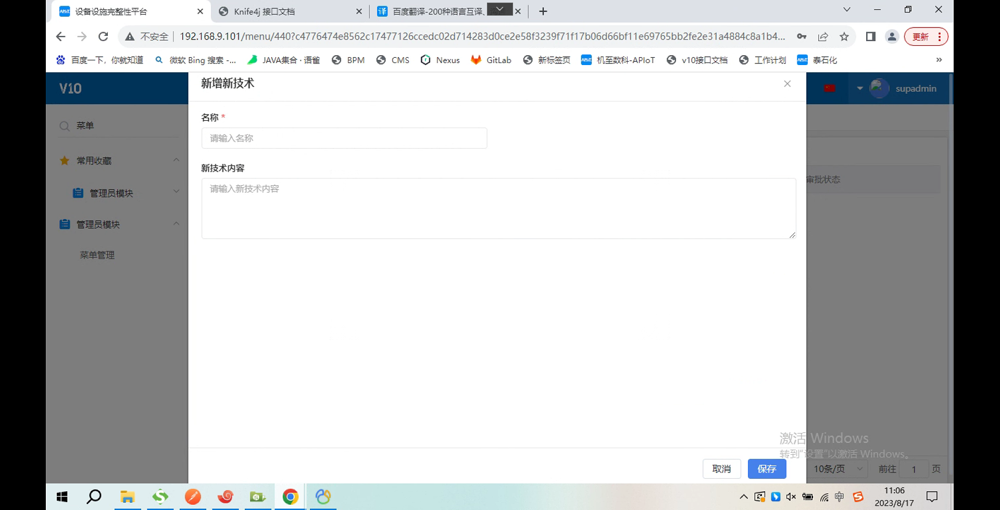 设备设施完整性平台
Knife4j 接口文档
百度翻译-200种语言互译、
不安全
192.168.9.101/menu/440?c4776474e8562c17477126ccedc02d714283d0ce2e58f3239f71f17b06d66bf11e69765bb2fe2e31a4884c8a1b4...
更新
百度一下，你就知道
微软 Bing 搜索 -...
JAVA集合 · 语雀
BPM
CMS
Nexus
GitLab
新标签页
机至数科-APIoT
v10接口文档
工作计划
泰石化
V10
新增新技术
supadmin
菜单
名称 *
请输入名称
常用收藏
新技术内容
审批状态
请输入新技术内容
管理员模块
管理员模块
菜单管理
激活 Windows
转到"设置"以激活 Windows。
取消
保存
10条/页
前往
1
页
中
11:06
2023/8/17